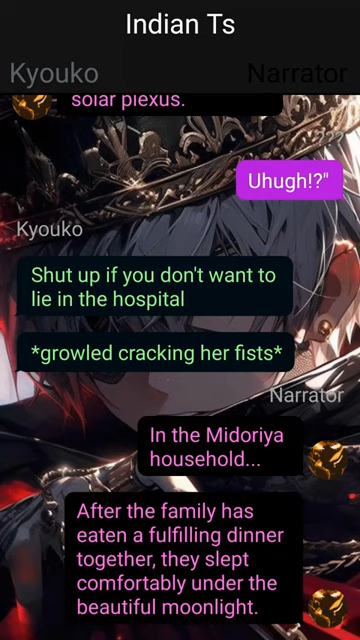 Indian Ts
Kyouko
Narrator
solar plexus.
???
Uhugh!?"
Kyouko
Shut up if you don't want to
lie in the hospital
*growled cracking her fists*
Narrator
In the Midoriya
household...
After the family has
eaten a fulfilling dinner
together, they slept
comfortably under the
beautiful moonlight.